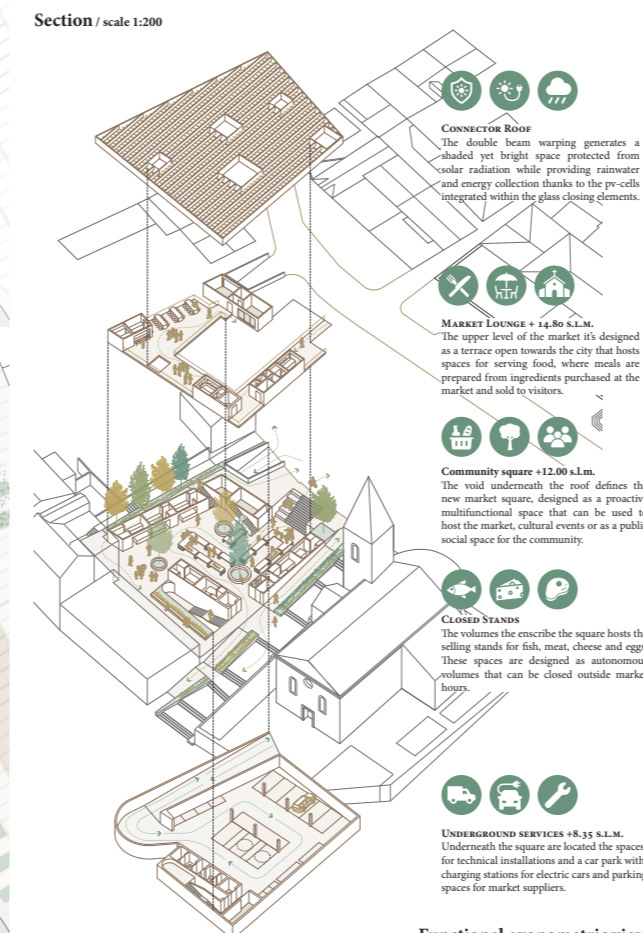 Section / scale 1:200
CONNECTOR ROOF
The double beam warping generates a
shaded yet bright space protected from
solar radiation while providing rainwater
and energy collection thanks to the pv-cells
integrated within the glass closing elements.
MARKET LOUNGE + 14.80 S.L.M.
The upper level of the market it's designed
as a terrace open towards the city that hosts
spaces for serving food, where meals are
prepared from ingredients purchased at the
market and sold to visitors.
Community square +12.00 s.l.m.
The void underneath the roof defines th
new market square, designed as a proactiv
multifunctional space that can be used t
host the market, cultural events or as a publi
social space for the community.
CLOSED STANDS
The volumes the enscribe the square hosts th
selling stands for fish, meat, cheese and eggs
These spaces are designed as autonomou
volumes that can be closed outside marke
hours.
UNDERGROUND SERVICES +8.35 S.L.M.
Underneath the square are located the spaces
for technical installations and a car park with
charging stations for electric cars and parking
spaces for market suppliers.